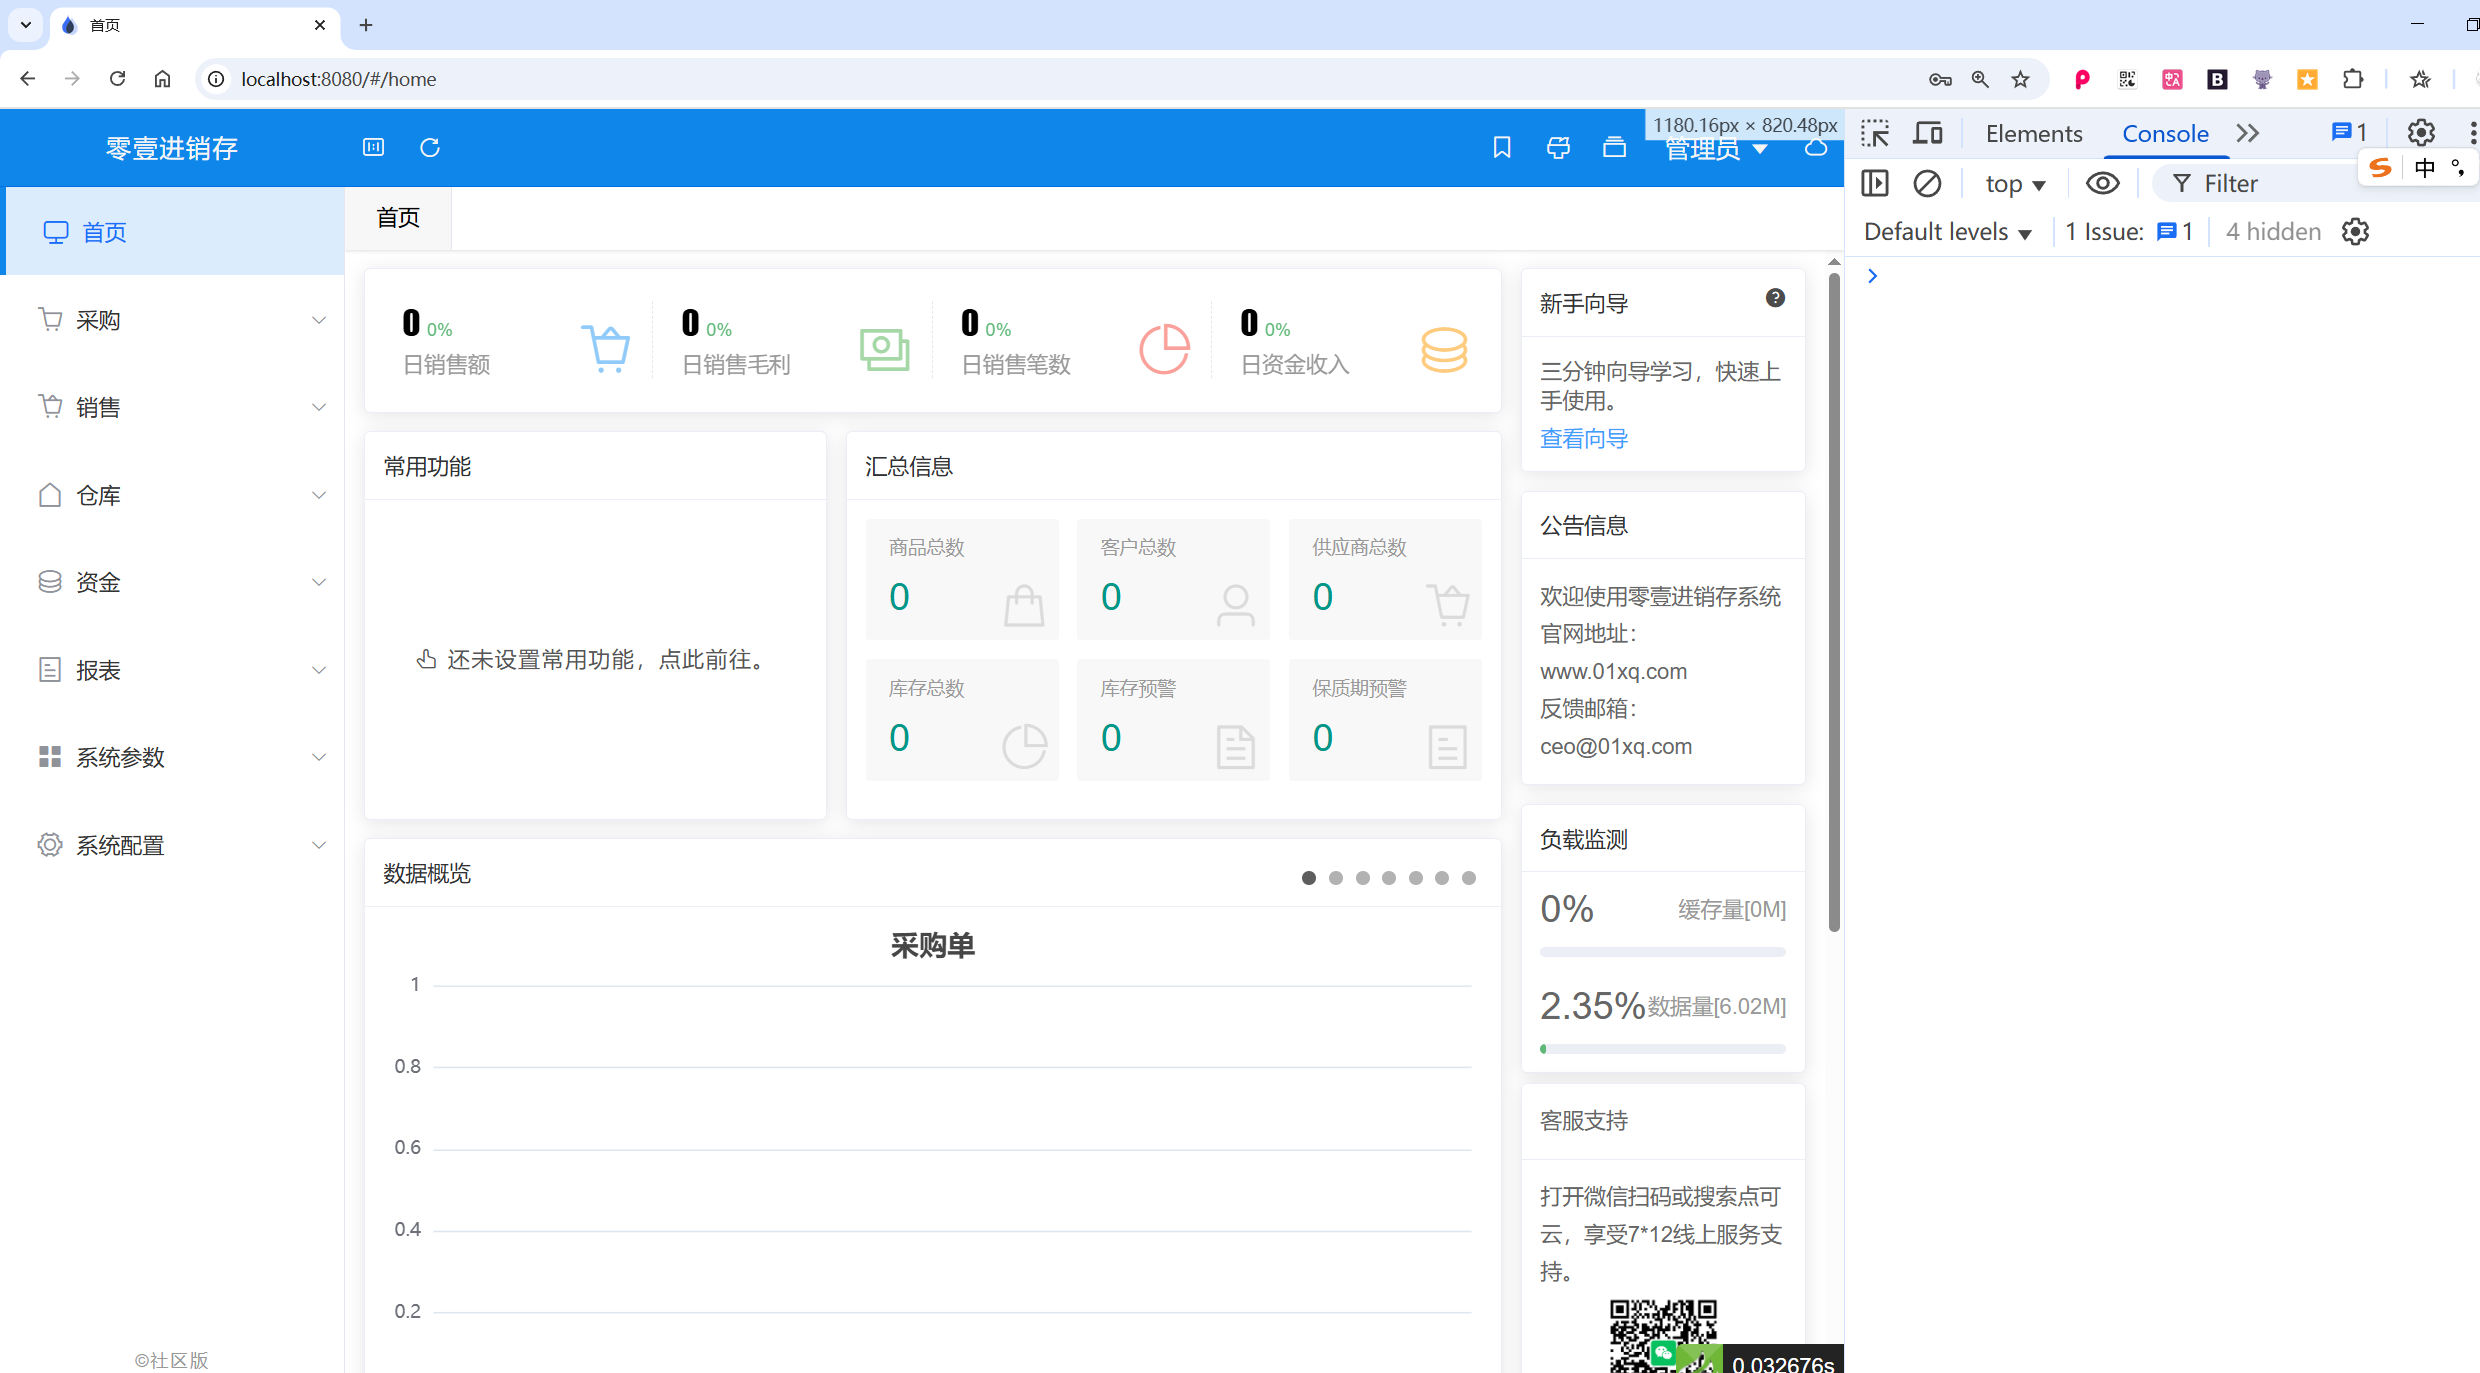 首页
localhost:8080/#/home
零壹进销存
管理员
1180.16px × 820.48px
首页
采购
销售
仓库
资金
报表
系统参数
系统配置
©社区版
首页
0 0%
日销售额
0 0%
日销售毛利
0 0%
日销售笔数
0 0%
日资金收入
常用功能
还未设置常用功能，点此前往。
汇总信息
商品总数
0
客户总数
0
供应商总数
0
库存总数
0
库存预警
0
保质期预警
0
数据概览
采购单
1
0.8
0.6
0.4
0.2
新手向导
三分钟向导学习，快速上
手使用。
查看向导
公告信息
欢迎使用零壹进销存系统
官网地址：
www.01xq.com
反馈邮箱：
ceo@01xq.com
负载监测
0% 缓存量[0M]
2.35% 数据量[6.02M]
客服支持
打开微信扫码或搜索点可
云，享受7*12线上服务支
持。
0.032676s
Elements
Console
1
top
Filter
中
Default levels
1 Issue: 1
4 hidden